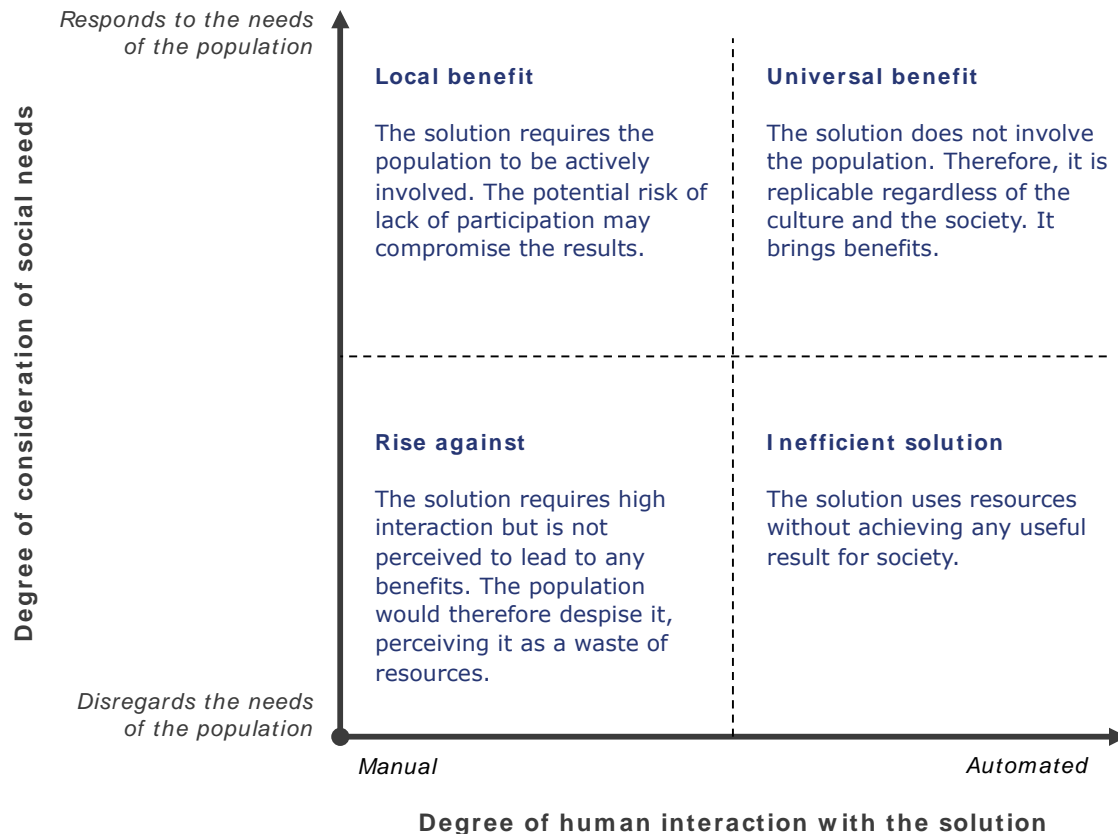 Responds to the needs
of the population
Degree of consideration of social needs
Local benefit
The solution requires the
population to be actively
involved. The potential risk of
lack of participation may
compromise the results.
Universal benefit
The solution does not involve
the population. Therefore, it is
replicable regardless of the
culture and the society. It
brings benefits.
Rise against
The solution requires high
interaction but is not
perceived to lead to any
benefits. The population
would therefore despise it,
perceiving it as a waste of
resources.
Inefficient solution
The solution uses resources
without achieving any useful
result for society.
Disregards the needs
of the population
Manual
Automated
Degree of human interaction with the solution